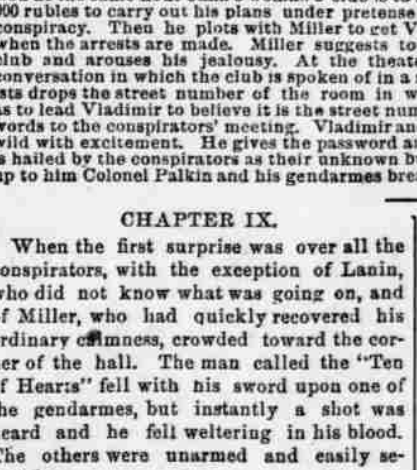 000 rubles to carry out his plans under pretense
conspiracy. Then he plots with Miller to get V
when the arrests are made. Miller suggests to
club and arouses his jealousy. At the theat
conversation in which the club is spoken of in a
sts drops the street number of the room in w
as to lead Vladimir to believe it is the street num
words to the conspirators' meeting. Vladimir an
wild with excitement. He gives the password a
s hailed by the conspirators as their unknown b
up to him Colonel Palkin and his gendarmes bre
CHAPTER IX.
When the first surprise was over all the
onspirators, with the exception of Lanin,
who did not know what was going on, and
f Miller, who had quickly recovered his
rdinary calmness, crowded toward the cor-
er of the hall. The man called the "Ten
f Hearts" fell with his sword upon one of
he gendarmes, but instantly a shot was
eard and he fell weltering in his blood.
The others were unarmed and easily se-